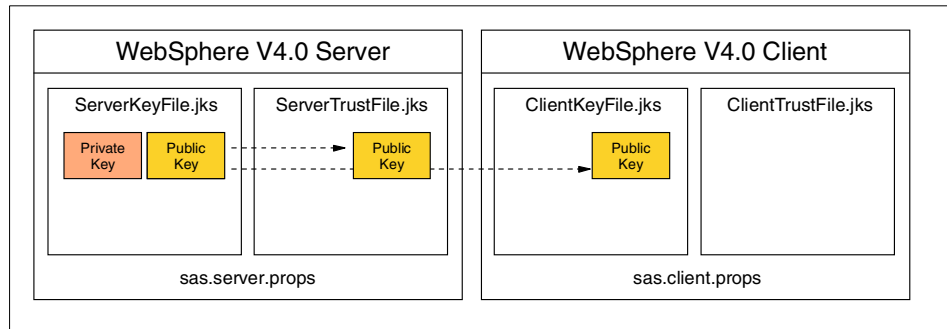 WebSphere V4.0 Server
WebSphere V4.0 Client
ServerKeyFile.jks
ServerTrustFile.jks
ClientKeyFile.jks
ClientTrustFile.jks
Private
Key
Public
Key
Public
Key
Public
Key
sas.server.props
sas.client.props